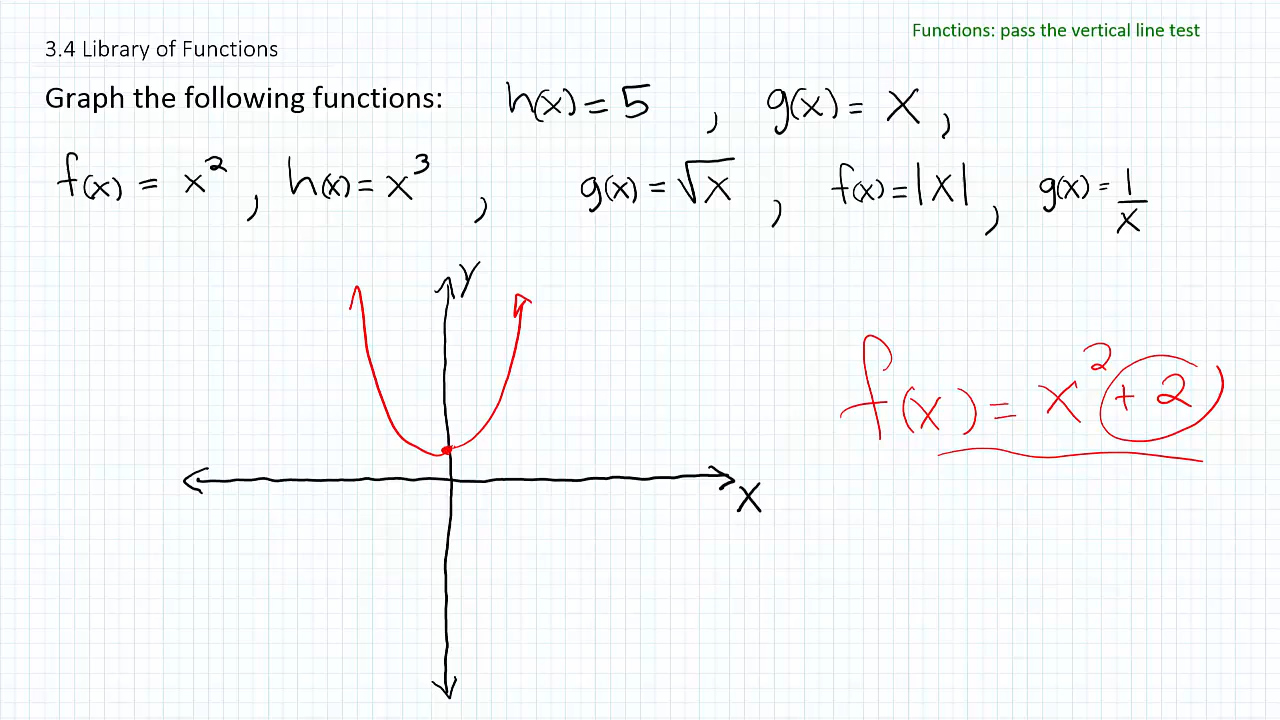 Functions: pass the vertical line test
3.4 Library of Functions
Graph the following functions: h(x) = 5 , g(x) = x ,
f(x) = x² , h(x) = x³ , g(x) = √x , f(x) = |x| , g(x) = 1/x
y
f(x) = x² + 2
x